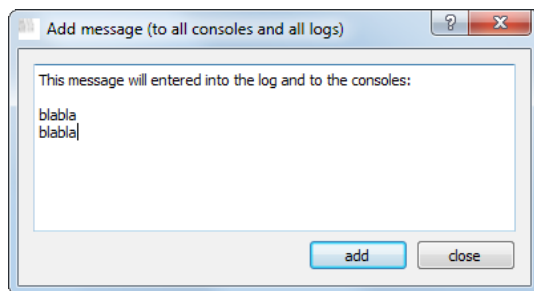 Add message (to all consoles and all logs)
This message will entered into the log and to the consoles:
blabla
blabla
add
close